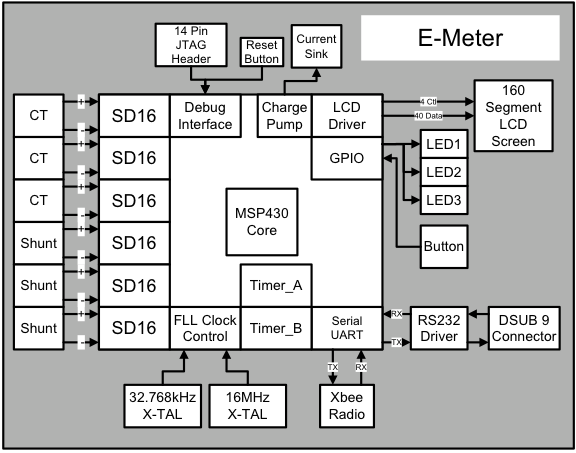 E-Meter
14 Pin
JTAG
Header
Reset
Button
Current
Sink
CT
+
-
SD16
Debug
Interface
Charge
Pump
LCD
Driver
4 Ctl
40 Data
160
Segment
LCD
Screen
CT
+
-
SD16
GPIO
LED1
LED2
LED3
CT
+
-
SD16
MSP430
Core
Shunt
+
-
SD16
Button
Shunt
+
-
SD16
Timer_A
Shunt
+
-
SD16
FLL Clock
Control
Timer_B
Serial
UART
RX
TX
RS232
Driver
DSUB 9
Connector
TX
RX
32.768kHz
X-TAL
16MHz
X-TAL
Xbee
Radio